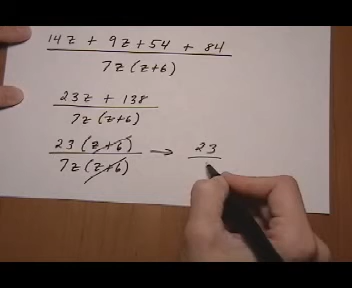 14z + 9z + 54 + 84
7z (z+6)
23z + 138
7z (z+6)
23 (z+6) → 23
7z (z+6)